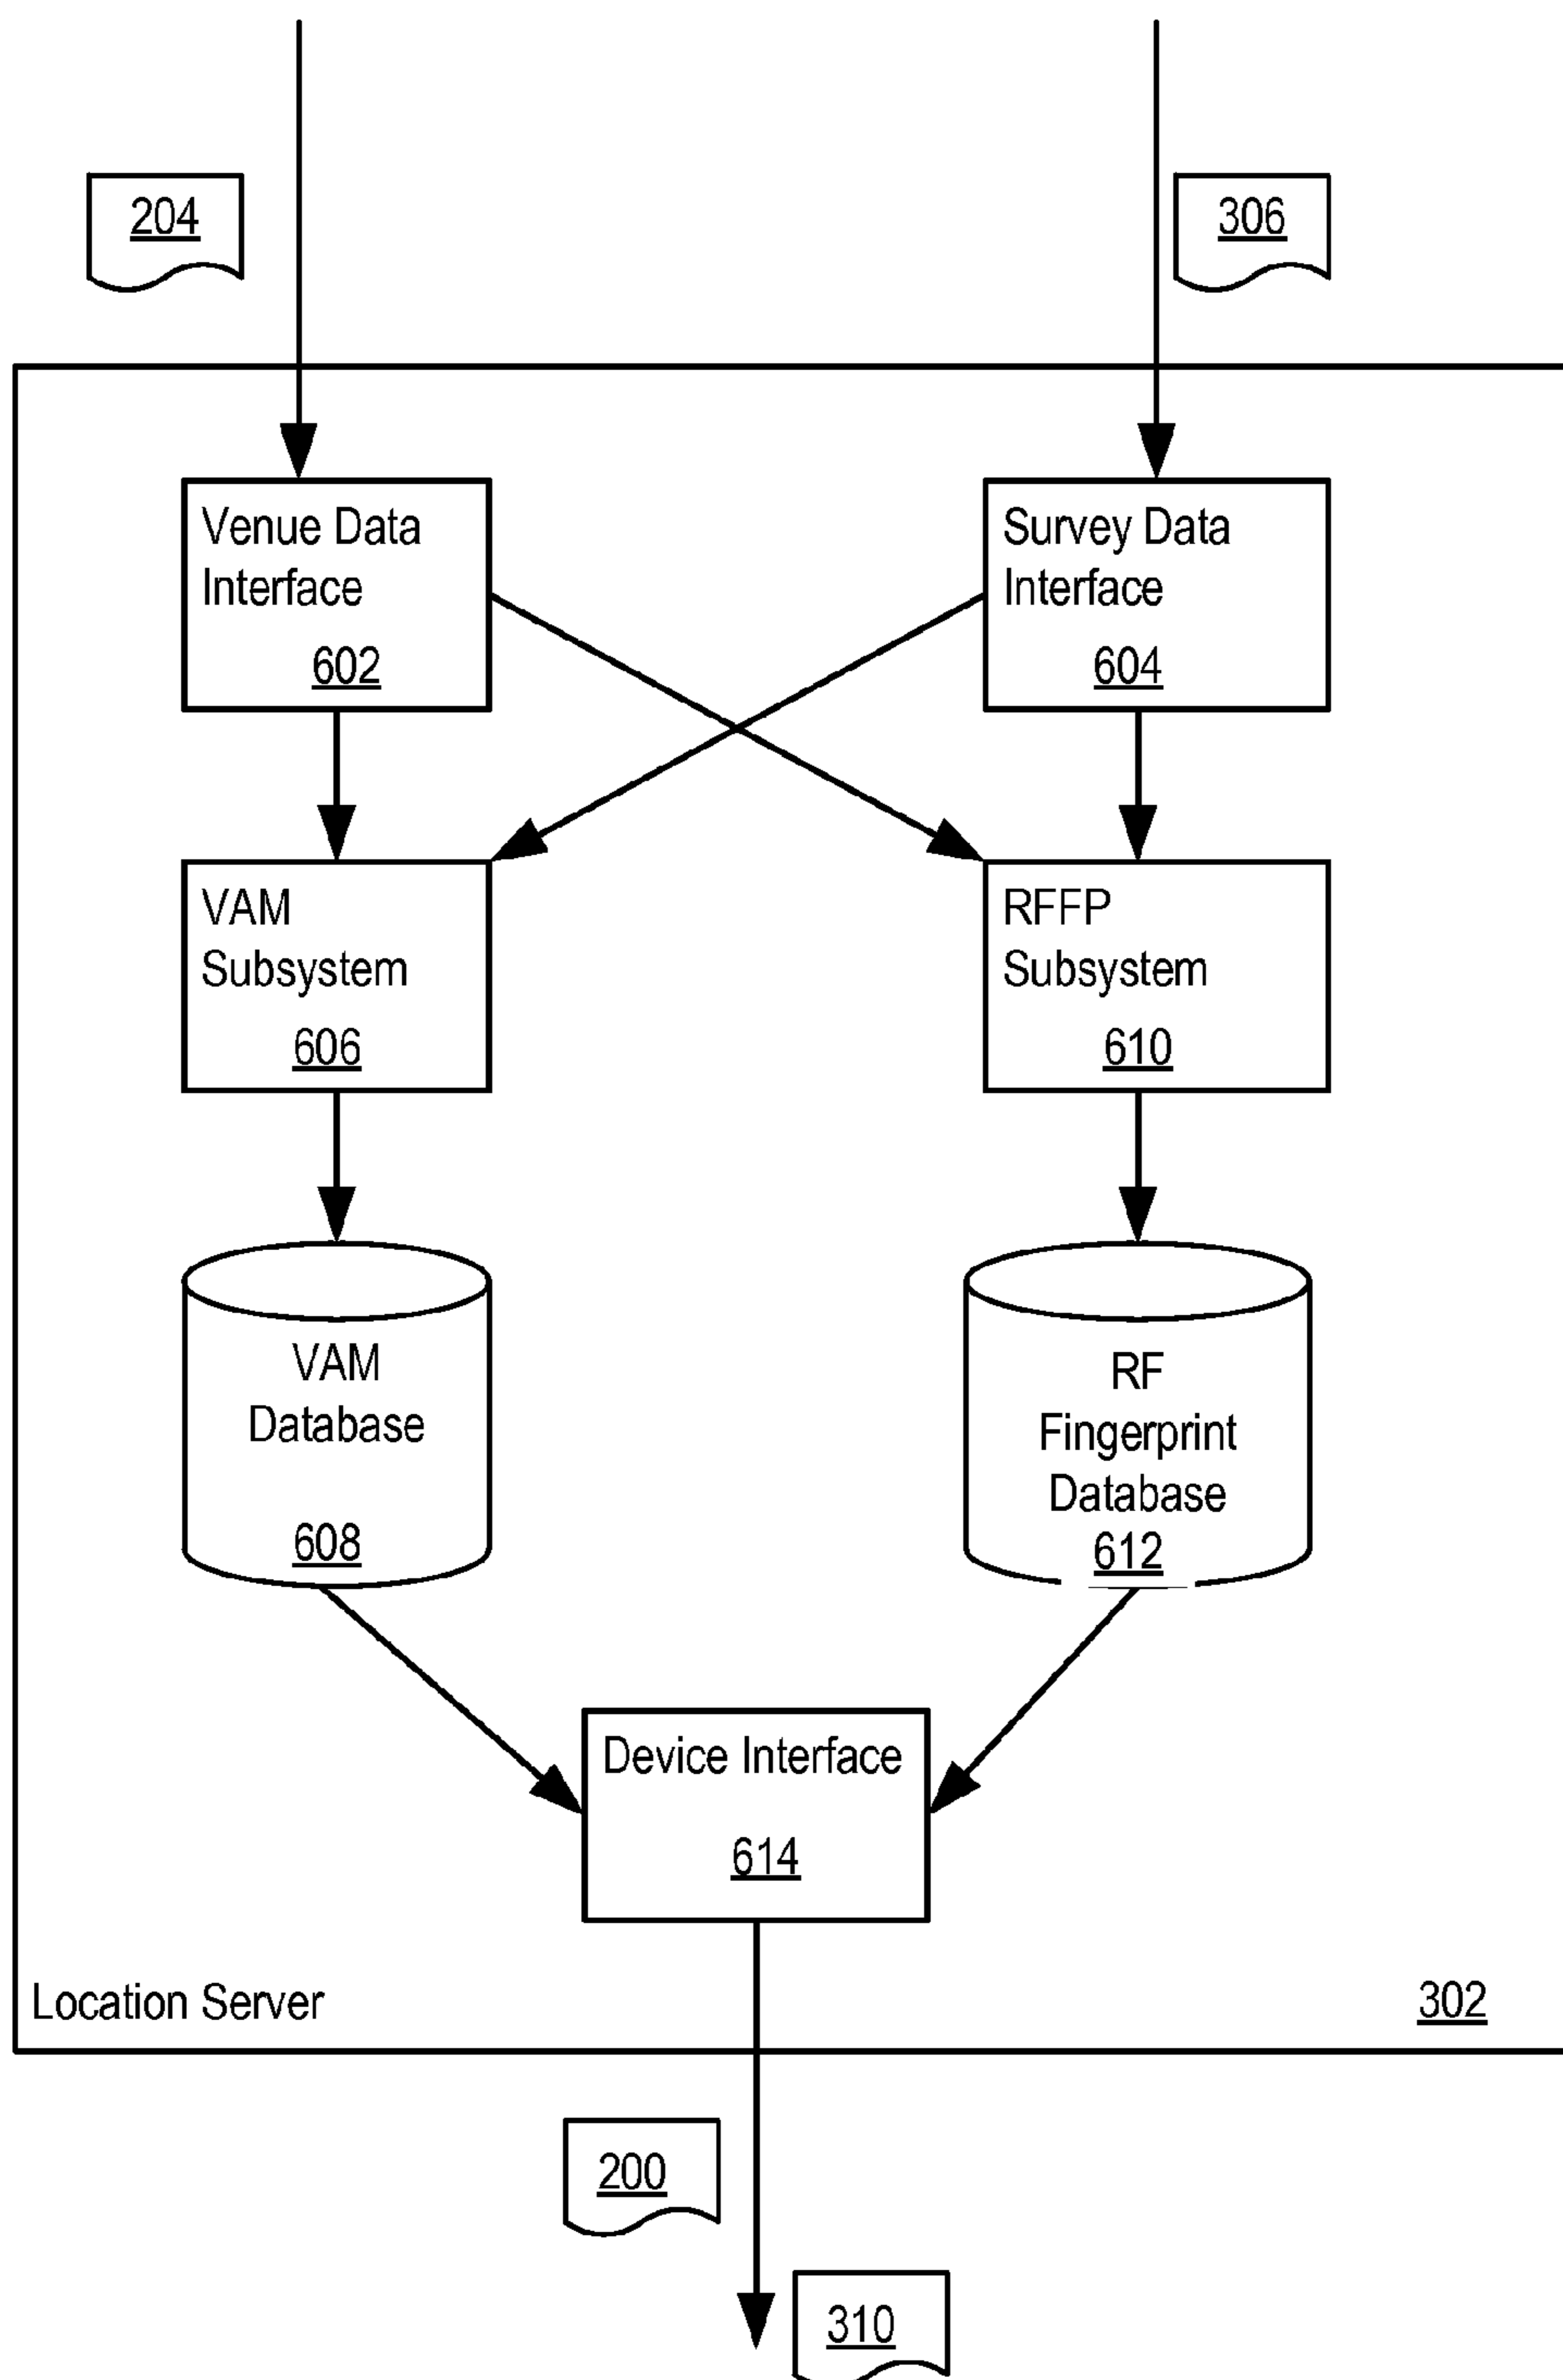 204
306
Venue Data
Interface
602
Survey Data
Interface
604
VAM
Subsystem
606
RFFP
Subsystem
610
VAM
Database
608
RF
Fingerprint
Database
612
Device Interface
614
Location Server
302
200
310